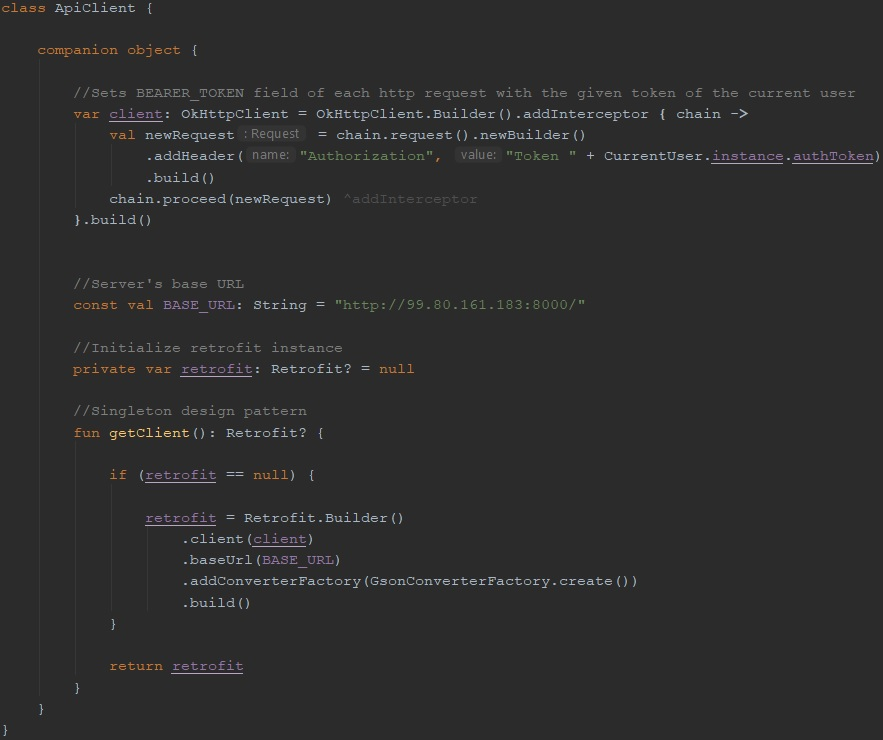 class ApiClient {
companion object {
//Sets BEARER_TOKEN field of each http request with the given token of the current user
var client: OkHttpClient = OkHttpClient.Builder().addInterceptor { chain ->
val newRequest : Request = chain.request().newBuilder()
.addHeader( name: "Authorization", value: "Token " + CurrentUser.instance.authToken)
.build()
chain.proceed(newRequest) ^addInterceptor
}.build()
//Server's base URL
const val BASE_URL: String = "http://99.80.161.183:8000/"
//Initialize retrofit instance
private var retrofit: Retrofit? = null
//Singleton design pattern
fun getClient(): Retrofit? {
if (retrofit == null) {
retrofit = Retrofit.Builder()
.client(client)
.baseUrl(BASE_URL)
.addConverterFactory(GsonConverterFactory.create())
.build()
}
return retrofit
}
}
}